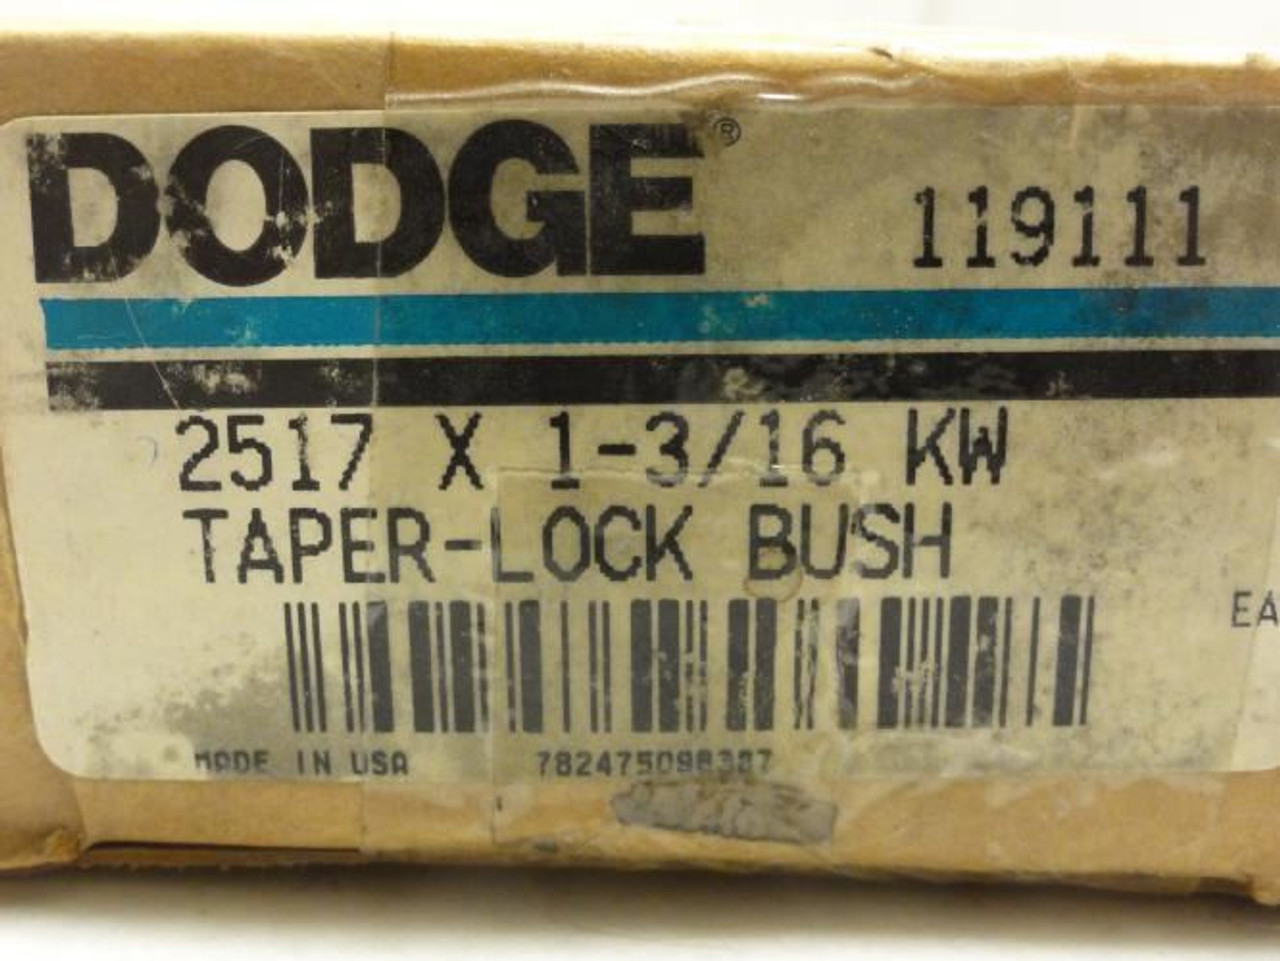 DODGE® 119111
2517 X 1-3/16 KW
TAPER-LOCK BUSH
EA
MADE IN USA